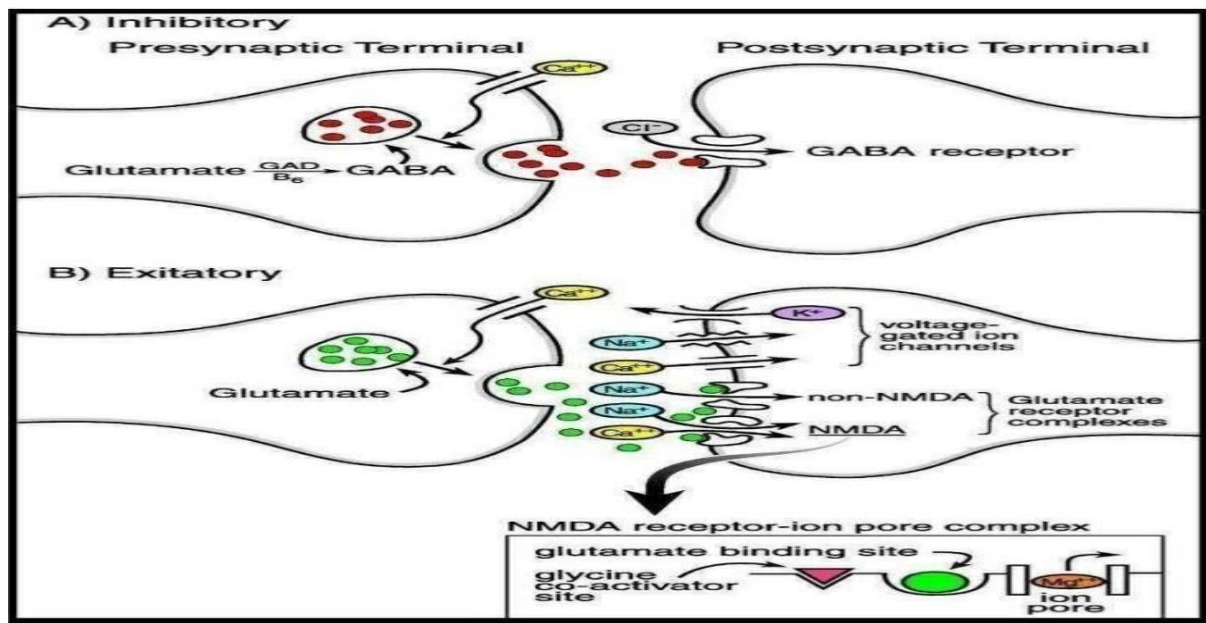 A) Inhibitory
Presynaptic Terminal
Postsynaptic Terminal
Ca++
Cl-
Glutamate GAD B6 GABA
GABA receptor
B) Exitatory
Ca++
K+
Na+
voltage-
gated ion
channels
Ca++
Glutamate
Na+
non-NMDA
Na+
Glutamate
receptor
complexes
Ca++
NMDA
NMDA receptor-ion pore complex
glutamate binding site
glycine
co-activator
site
Mg++
ion
pore